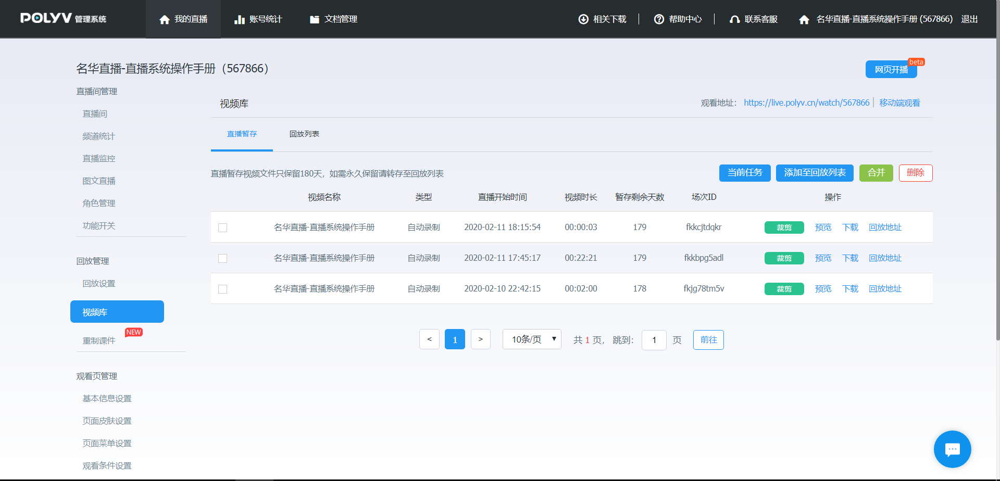 POLYV 管理系统 我的直播 账号统计 文档管理 相关下载 帮助中心 联系客服 名华直播-直播系统操作手册 (567866) 退出
名华直播-直播系统操作手册（567866）
网页开播 beta
直播间管理
直播间
频道统计
直播监控
图文直播
角色管理
功能开关
回放管理
回放设置
视频库
重制课件 NEW
观看页管理
基本信息设置
页面皮肤设置
页面菜单设置
观看条件设置
视频库 观看地址： https://live.polyv.cn/watch/567866 | 移动端观看
直播暂存 回放列表
直播暂存视频文件只保留180天，如需永久保留请转存至回放列表 当前任务 添加至回放列表 合并 删除
视频名称 类型 直播开始时间 视频时长 暂存剩余天数 场次ID 操作
名华直播-直播系统操作手册 自动录制 2020-02-11 18:15:54 00:00:03 179 fkkcjtdqkr 裁剪 预览 下载 回放地址
名华直播-直播系统操作手册 自动录制 2020-02-11 17:45:17 00:22:21 179 fkkbpg5adl 裁剪 预览 下载 回放地址
名华直播-直播系统操作手册 自动录制 2020-02-10 22:42:15 00:02:00 178 fkjg78tm5v 裁剪 预览 下载 回放地址
< 1 > 10条/页 共 1 页， 跳到： 1 页 前往